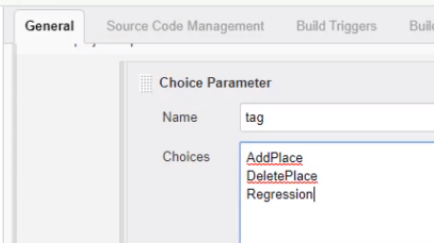 General Source Code Management Build Triggers
Choice Parameter
Name tag
Choices AddPlace
DeletePlace
Regression